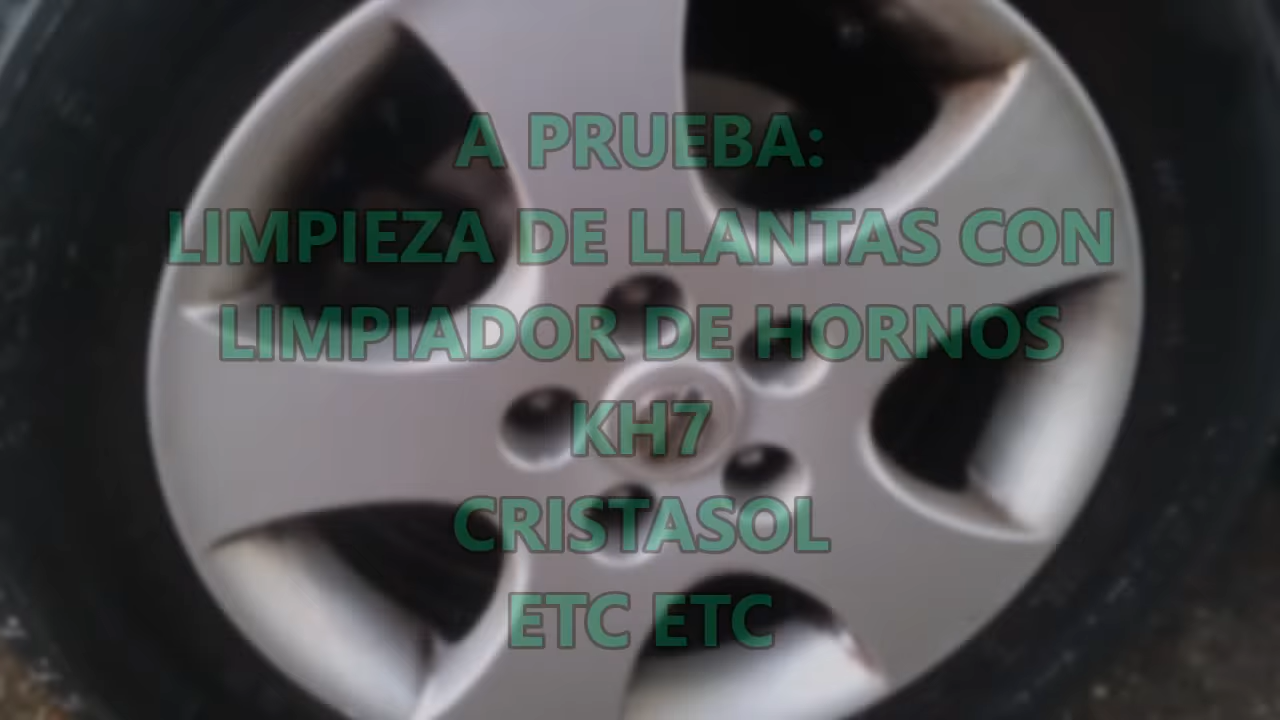 A PRUEBA:
LIMPIEZA DE LLANTAS CON
LIMPIADOR DE HORNOS
KH7
CRISTASOL
ETC ETC